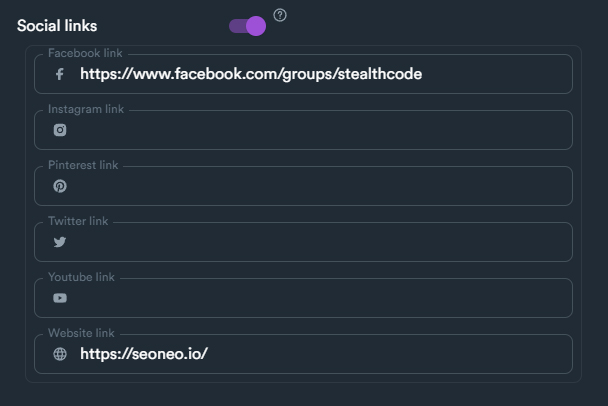 Social links
Facebook link
https://www.facebook.com/groups/stealthcode
Instagram link
Pinterest link
Twitter link
Youtube link
Website link
https://seoneo.io/